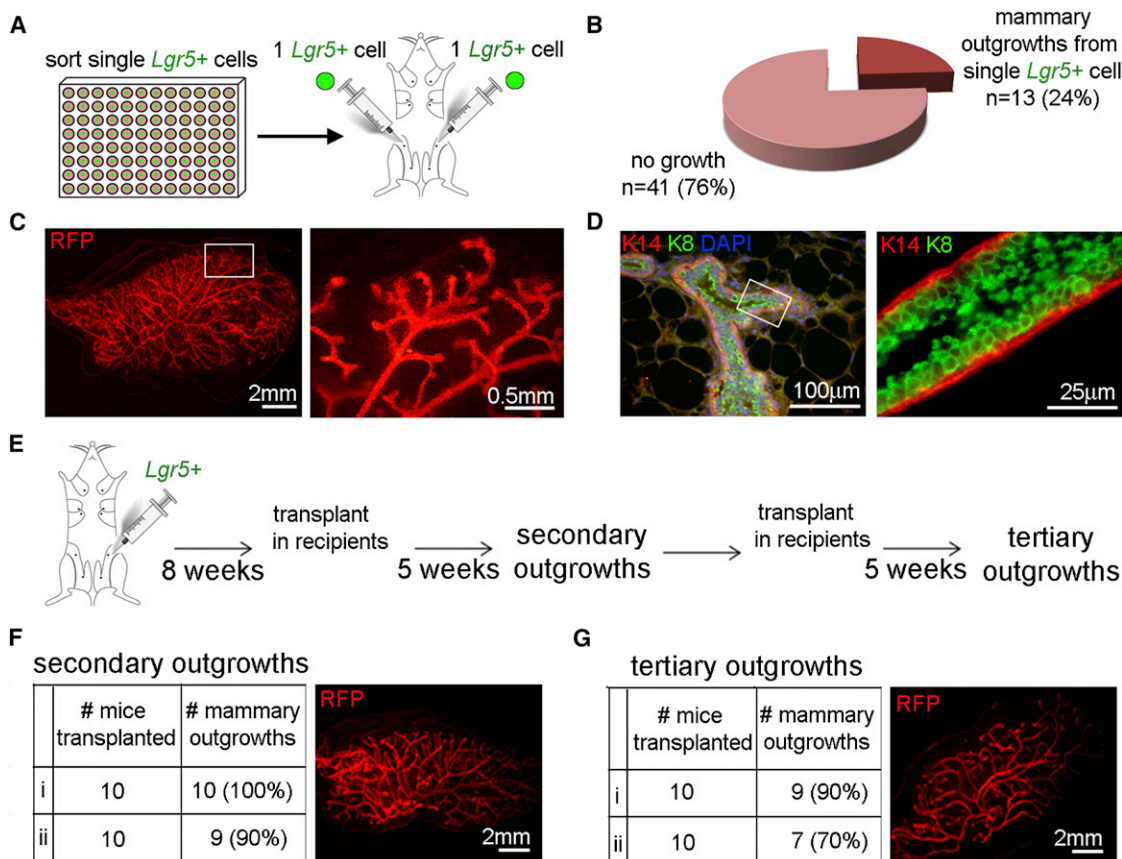 A
sort single Lgr5+ cells
1 Lgr5+ cell
1 Lgr5+ cell
B
mammary
outgrowths from
single Lgr5+ cell
n=13 (24%)
no growth
n=41 (76%)
C
RFP
2mm
0.5mm
D
K14 K8 DAPI
100μm
K14 K8
25μm
E
Lgr5+
8 weeks
transplant
in recipients
5 weeks
secondary
outgrowths
transplant
in recipients
5 weeks
tertiary
outgrowths
F
secondary outgrowths
# mice
transplanted
# mammary
outgrowths
i
10
10 (100%)
ii
10
9 (90%)
RFP
2mm
G
tertiary outgrowths
# mice
transplanted
# mammary
outgrowths
i
10
9 (90%)
ii
10
7 (70%)
RFP
2mm